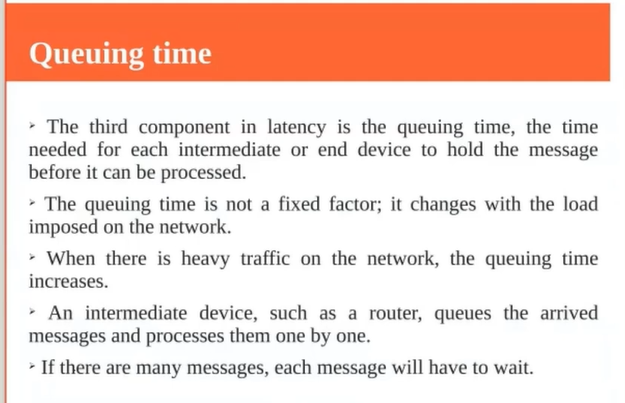 Queuing time
➢ The third component in latency is the queuing time, the time
needed for each intermediate or end device to hold the message
before it can be processed.
➢ The queuing time is not a fixed factor; it changes with the load
imposed on the network.
➢ When there is heavy traffic on the network, the queuing time
increases.
➢ An intermediate device, such as a router, queues the arrived
messages and processes them one by one.
➢ If there are many messages, each message will have to wait.